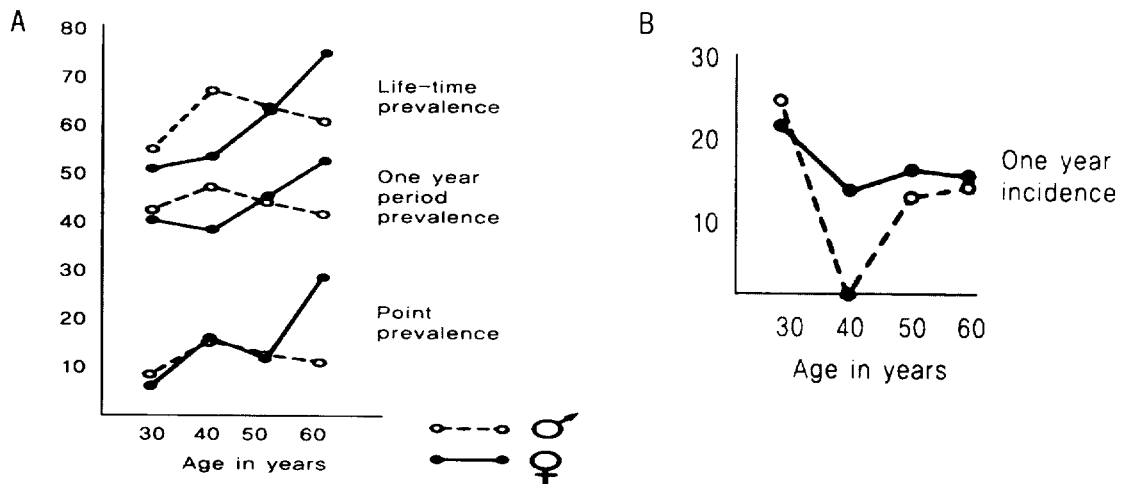 A
80
70
60
50
40
30
20
10
Life-time
prevalence
One year
period
prevalence
Point
prevalence
30 40 50 60
Age in years
♂
♀
B
30
20
10
One year
incidence
30 40 50 60
Age in years